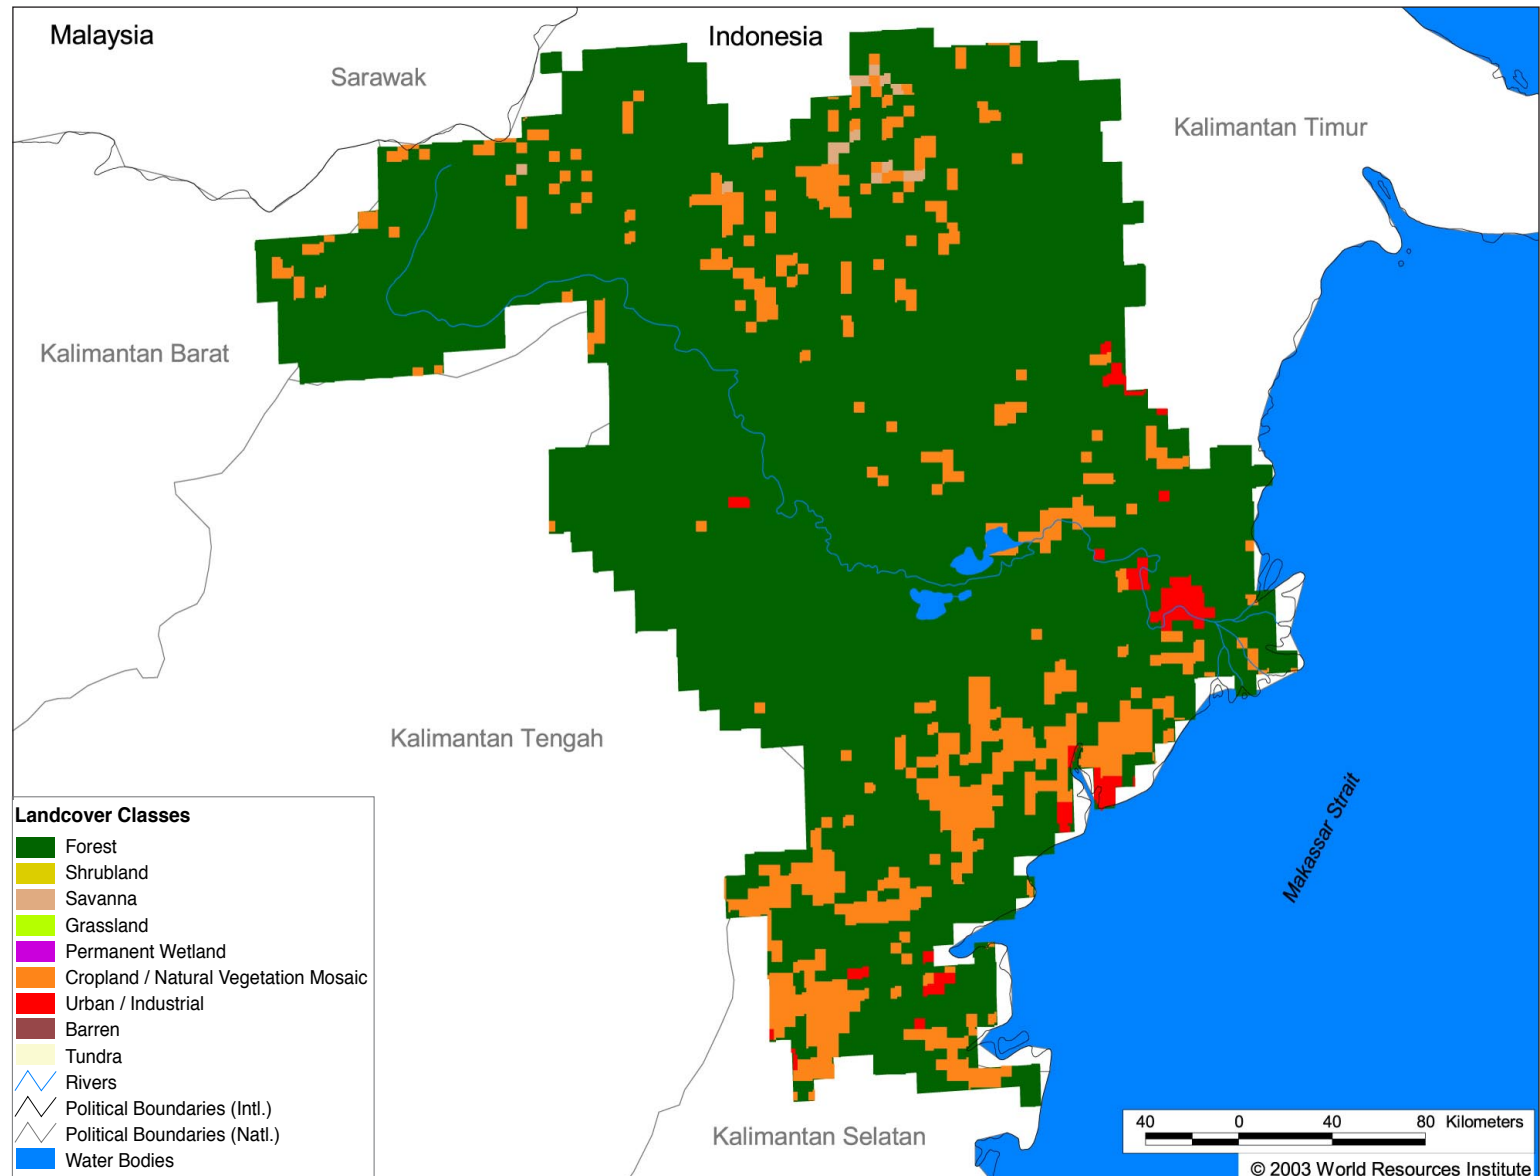 Malaysia
Indonesia
Sarawak
Kalimantan Timur
Kalimantan Barat
Kalimantan Tengah
Makassar Strait
Landcover Classes
Forest
Shrubland
Savanna
Grassland
Permanent Wetland
Cropland / Natural Vegetation Mosaic
Urban / Industrial
Barren
Tundra
Rivers
Political Boundaries (Intl.)
Political Boundaries (Natl.)
Water Bodies
Kalimantan Selatan
40 0 40 80 Kilometers
© 2003 World Resources Institute